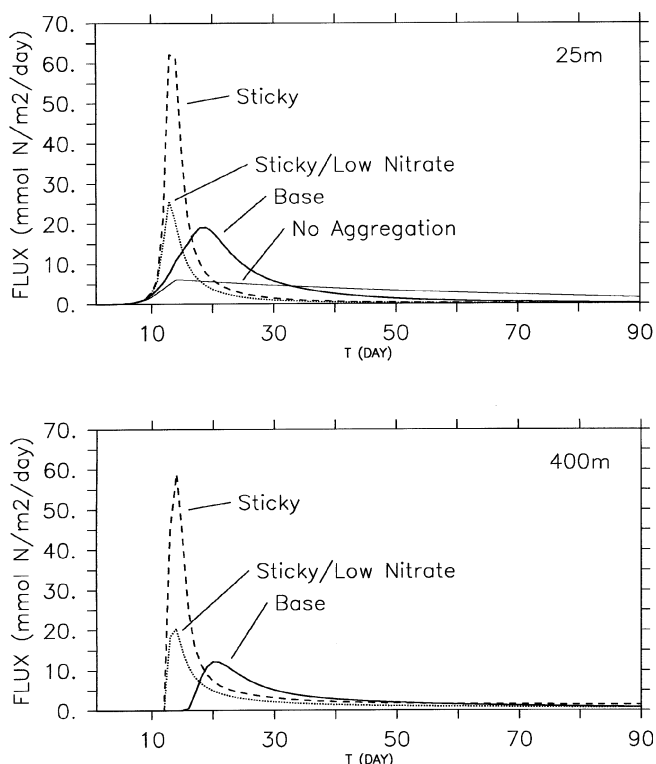 70.
60.
50.
40.
30.
20.
10.
0.
FLUX (mmol N/m2/day)
25m
Sticky
Sticky/Low Nitrate
Base
No Aggregation
10 30 50 70 90
T (DAY)
70.
60.
50.
40.
30.
20.
10.
0.
FLUX (mmol N/m2/day)
400m
Sticky
Sticky/Low Nitrate
Base
10 30 50 70 90
T (DAY)